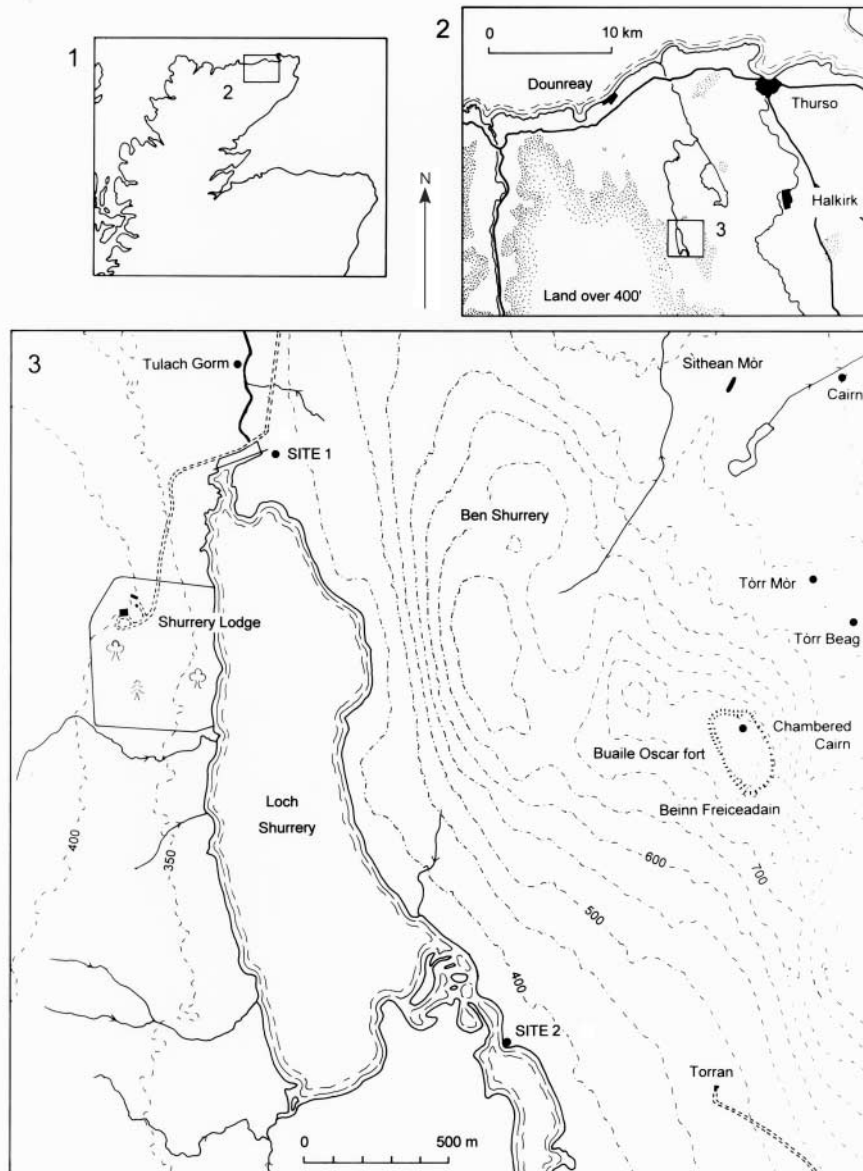 1
2
N
2
0 10 km
Dounreay
Thurso
Halkirk
3
Land over 400'
3
Tulach Gorm
SITE 1
Sìthean Mòr
Cairn
Ben Shurrery
Tòrr Mòr
Tòrr Beag
Shurrery Lodge
Chambered
Cairn
Buaile Oscar fort
Beinn Freiceadain
Loch
Shurrery
400
350
600
700
500
400
SITE 2
Torran
0 500 m